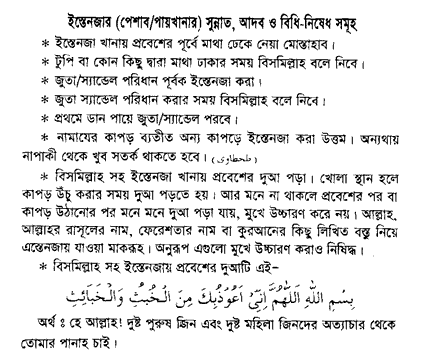 ইস্তেনজার (পেশাব/পায়খানার) সুন্নাত, আদব ও বিধি-নিষেধ সমূহ
* ইস্তেনজা খানায় প্রবেশের পূর্বে মাথা ঢেকে নেয়া মোস্তাহাব।
* টুপি বা কোন কিছু দ্বারা মাথা ঢাকার সময় বিসমিল্লাহ বলে নিবে।
* জুতা/স্যান্ডেল পরিধান পূর্বক ইস্তেনজা করা।
* জুতা স্যান্ডেল পরিধান করার সময় বিসমিল্লাহ বলে নিবে।
* প্রথমে ডান পায়ে জুতা/স্যান্ডেল পরবে।
* নামাযের কাপড় ব্যতীত অন্য কাপড়ে ইস্তেনজা করা উত্তম। অন্যথায়
নাপাকী থেকে খুব সতর্ক থাকতে হবে। (طحطاوى)
* বিসমিল্লাহ সহ ইস্তেনজা খানায় প্রবেশের দুআ পড়া। খোলা স্থান হলে
কাপড় উঁচু করার সময় দুআ পড়তে হয়। আর মনে না থাকলে প্রবেশের পর বা
কাপড় উঠানোর পর মনে মনে দুআ পড়া যায়, মুখে উচ্চারণ করে নয়। আল্লাহ,
আল্লাহর রাসূলের নাম, ফেরেশতার নাম বা কুরআনের কিছু লিখিত বস্তু নিয়ে
এস্তেনজায় যাওয়া মাকরূহ। অনুরূপ এগুলো মুখে উচ্চারণ করাও নিষিদ্ধ।
* বিসমিল্লাহ সহ ইস্তেনজায় প্রবেশের দুআটি এই–
بِسْمِ اللهِ اَللّٰهُمَّ اِنِّىْ اَعُوْذُبِكَ مِنَ الْخُبُثِ وَالْخَبَائِثِ
অর্থ ঃ হে আল্লাহ! দুষ্ট পুরুষ জিন এবং দুষ্ট মহিলা জিনদের অত্যাচার থেকে
তোমার পানাহ চাই।